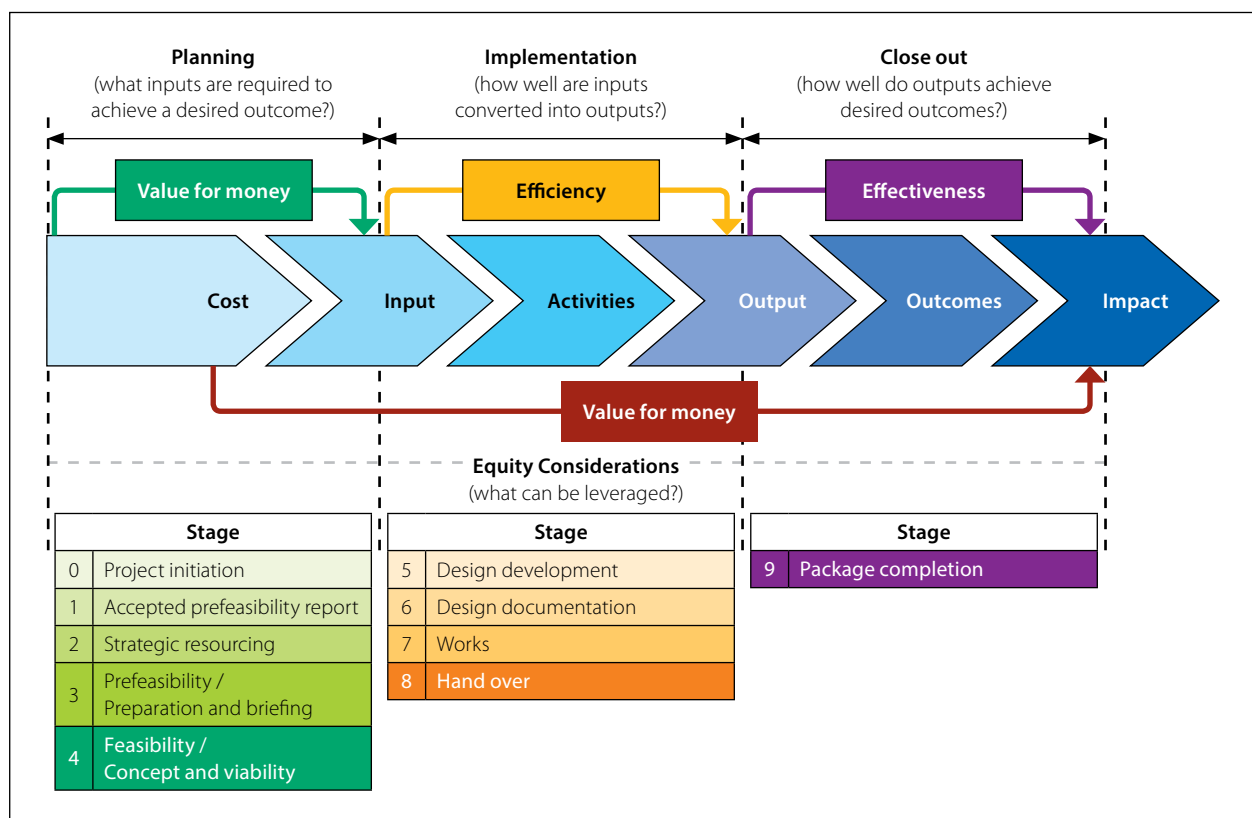 Planning
(what inputs are required to
achieve a desired outcome?)
Implementation
(how well are inputs
converted into outputs?)
Close out
(how well do outputs achieve
desired outcomes?)
Value for money
Efficiency
Effectiveness
Cost
Input
Activities
Output
Outcomes
Impact
Value for money
Equity Considerations
(what can be leveraged?)
Stage
0 Project initiation
1 Accepted prefeasibility report
2 Strategic resourcing
3 Prefeasibility /
Preparation and briefing
4 Feasibility /
Concept and viability
Stage
5 Design development
6 Design documentation
7 Works
8 Hand over
Stage
9 Package completion